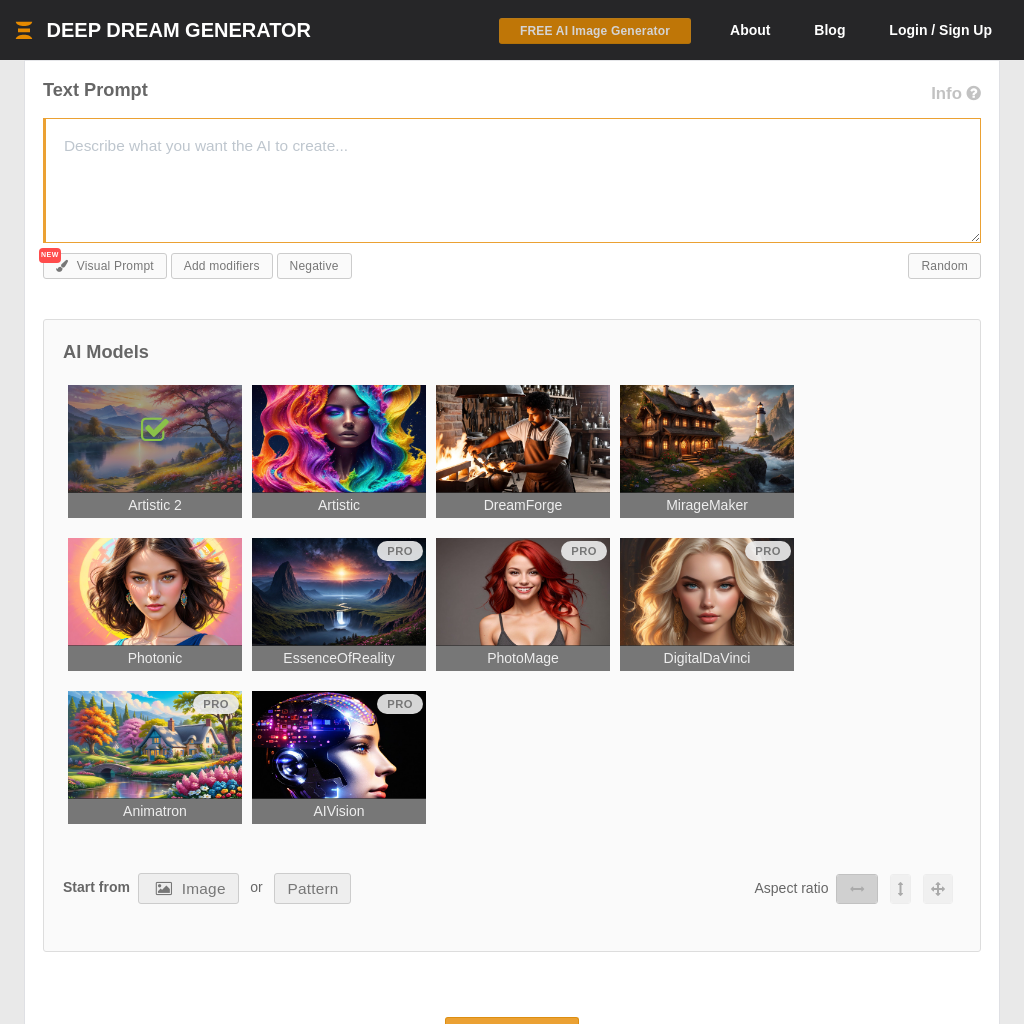 DEEP DREAM GENERATOR
FREE AI Image Generator
About
Blog
Login / Sign Up
Text Prompt
Info
Describe what you want the AI to create...
NEW
Visual Prompt
Add modifiers
Negative
Random
AI Models
Artistic 2
Artistic
DreamForge
MirageMaker
PRO
PRO
PRO
Photonic
EssenceOfReality
PhotoMage
DigitalDaVinci
PRO
PRO
Animatron
AIVision
Start from
Image
or
Pattern
Aspect ratio